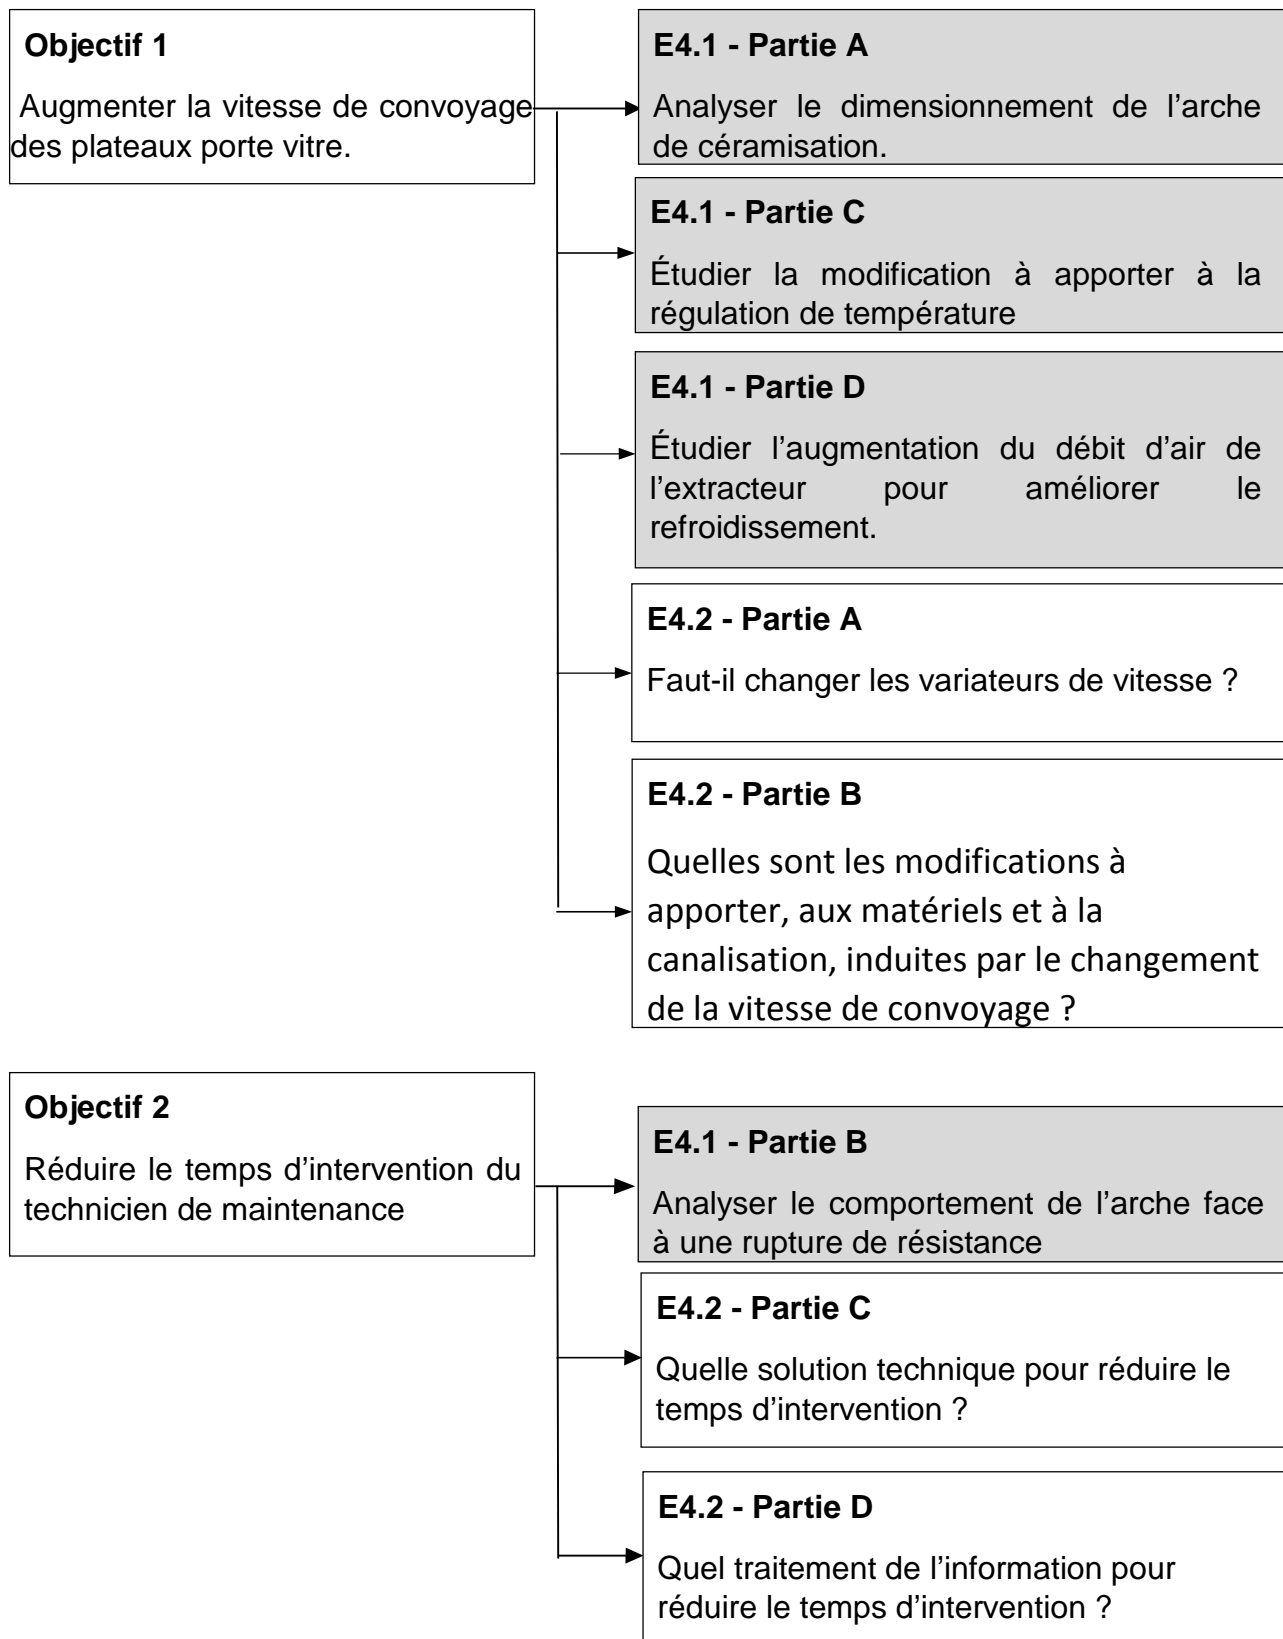 Objectif 1
Augmenter la vitesse de convoyage
des plateaux porte vitre.
E4.1 - Partie A
Analyser le dimensionnement de l’arche
de céramisation.
E4.1 - Partie C
Étudier la modification à apporter à la
régulation de température
E4.1 - Partie D
Étudier l’augmentation du débit d’air de
l’extracteur pour améliorer le
refroidissement.
E4.2 - Partie A
Faut-il changer les variateurs de vitesse ?
E4.2 - Partie B
Quelles sont les modifications à
apporter, aux matériels et à la
canalisation, induites par le changement
de la vitesse de convoyage ?
Objectif 2
Réduire le temps d’intervention du
technicien de maintenance
E4.1 - Partie B
Analyser le comportement de l’arche face
à une rupture de résistance
E4.2 - Partie C
Quelle solution technique pour réduire le
temps d’intervention ?
E4.2 - Partie D
Quel traitement de l’information pour
réduire le temps d’intervention ?